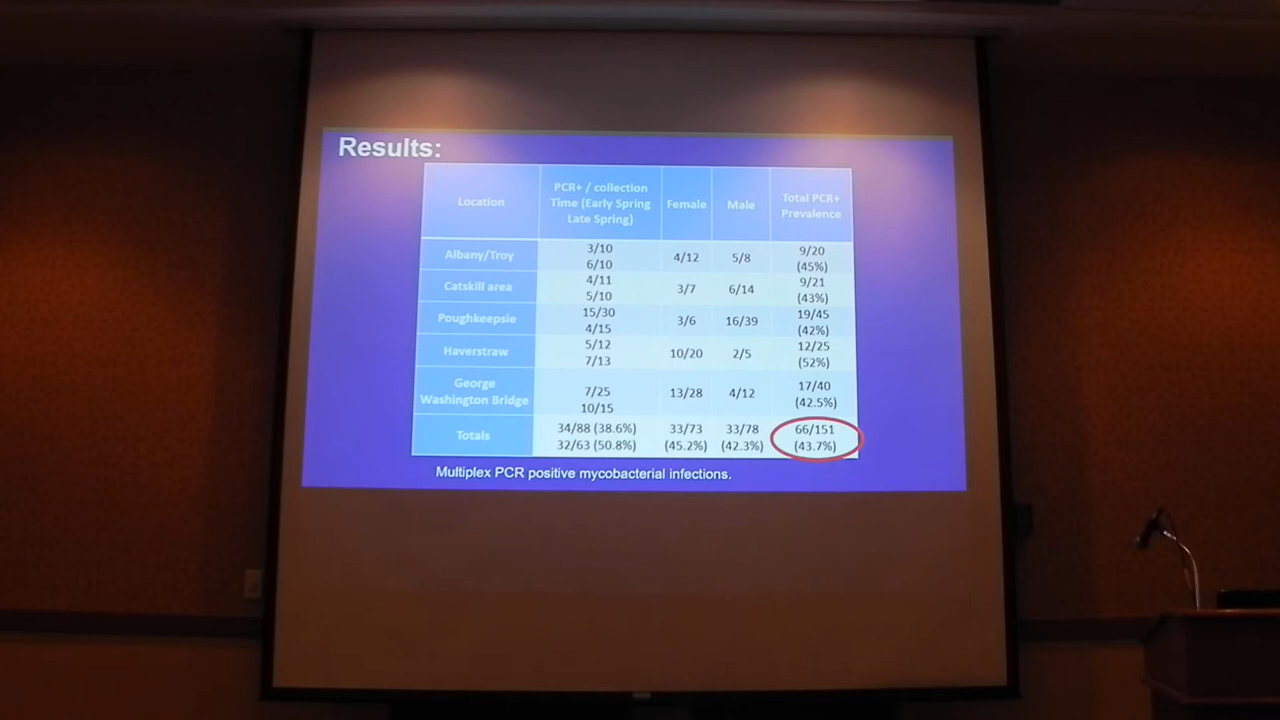 Results:
Location
PCR+ / collection
Time (Early Spring
Late Spring)
Female
Male
Total PCR+
Prevalence
Albany/Troy
3/10
6/10
4/12
5/8
9/20
(45%)
Catskill area
4/11
5/10
3/7
6/14
9/21
(43%)
Poughkeepsie
15/30
4/15
3/6
16/39
19/45
(42%)
Haverstraw
5/12
7/13
10/20
2/5
12/25
(52%)
George
Washington Bridge
7/25
10/15
13/28
4/12
17/40
(42.5%)
Totals
34/88 (38.6%)
32/63 (50.8%)
33/73
(45.2%)
33/78
(42.3%)
66/151
(43.7%)
Multiplex PCR positive mycobacterial infections.